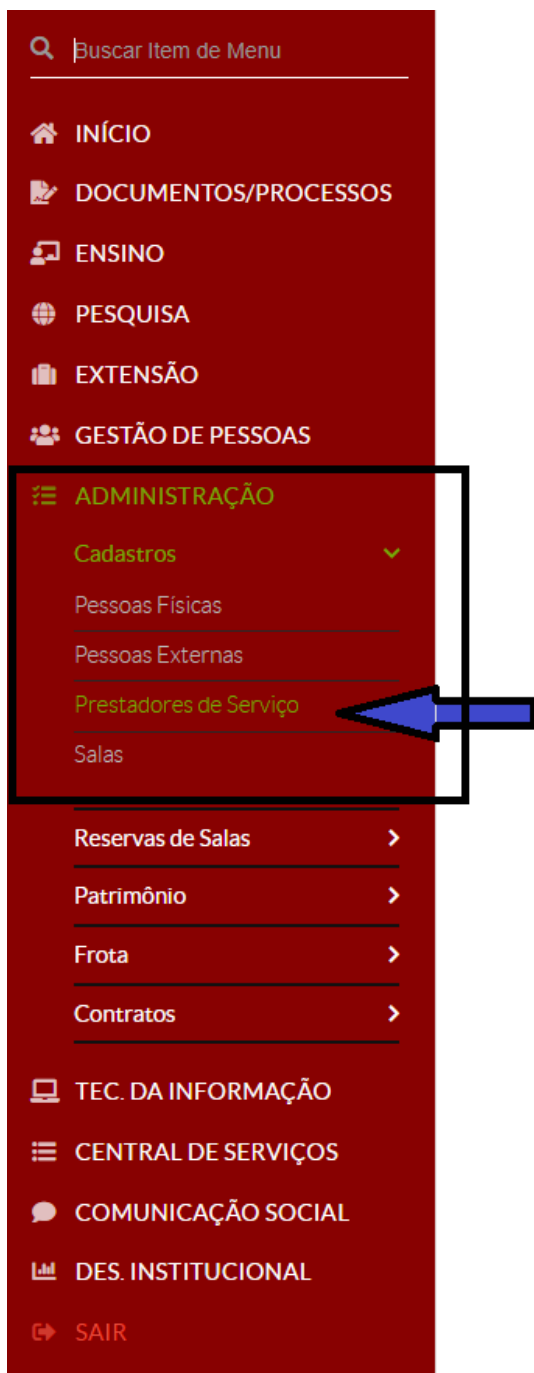 Buscar Item de Menu
INÍCIO
DOCUMENTOS/PROCESSOS
ENSINO
PESQUISA
EXTENSÃO
GESTÃO DE PESSOAS
ADMINISTRAÇÃO
Cadastros
Pessoas Físicas
Pessoas Externas
Prestadores de Serviço
Salas
Reservas de Salas
Patrimônio
Frota
Contratos
TEC. DA INFORMAÇÃO
CENTRAL DE SERVIÇOS
COMUNICAÇÃO SOCIAL
DES. INSTITUCIONAL
SAIR